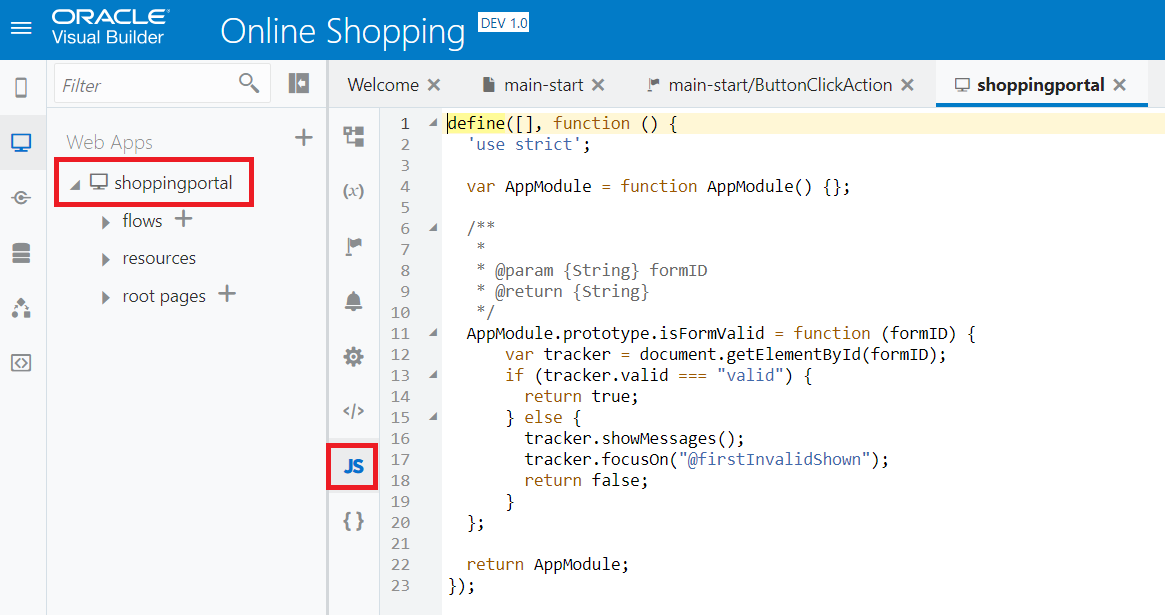 ORACLE®
Visual Builder
Online Shopping
DEV 1.0
Filter
Welcome
main-start
main-start/ButtonClickAction
shoppingportal
Web Apps
shoppingportal
flows
resources
root pages
(x)
</>
JS
{ }
1 define([], function () {
2   'use strict';
3
4   var AppModule = function AppModule() {};
5
6   /**
7    *
8    * @param {String} formID
9    * @return {String}
10    */
11   AppModule.prototype.isFormValid = function (formID) {
12       var tracker = document.getElementById(formID);
13       if (tracker.valid === "valid") {
14         return true;
15       } else {
16         tracker.showMessages();
17         tracker.focusOn("@firstInvalidShown");
18         return false;
19       }
20   };
21
22   return AppModule;
23 });